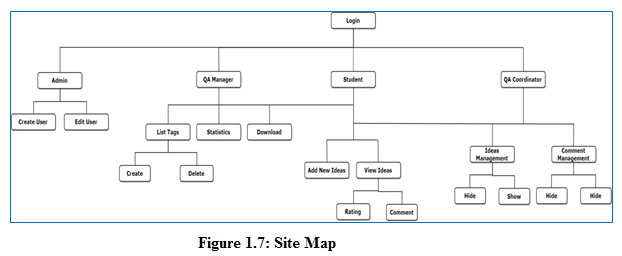 Login
Admin
QA Manager
Student
QA Coordinator
Create User
Edit User
List Tags
Statistics
Download
Ideas
Management
Comment
Management
Create
Delete
Add New Ideas
View Ideas
Hide
Show
Hide
Hide
Rating
Comment
Figure 1.7: Site Map